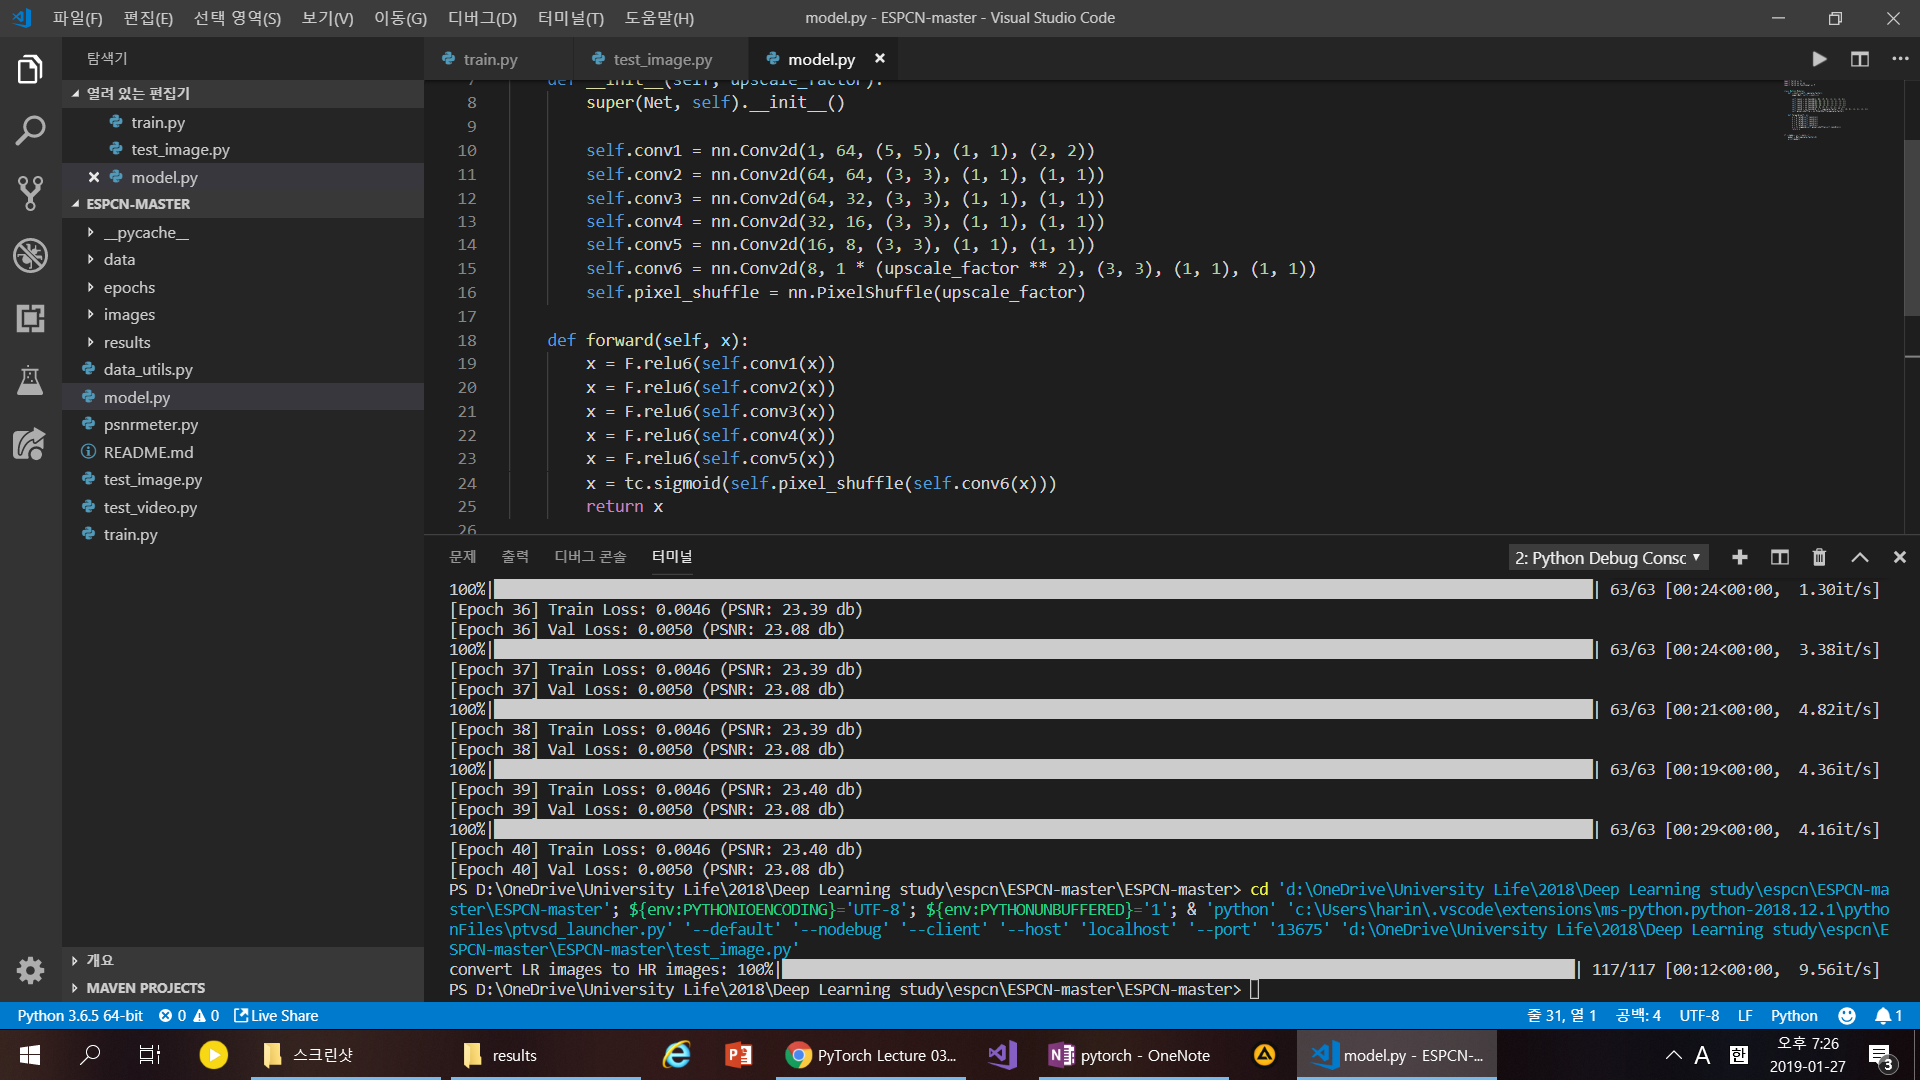 파일(F) 편집(E) 선택 영역(S) 보기(V) 이동(G) 디버그(D) 터미널(T) 도움말(H) model.py - ESPCN-master - Visual Studio Code
탐색기
열려 있는 편집기
train.py
test_image.py
model.py
ESPCN-MASTER
__pycache__
data
epochs
images
results
data_utils.py
model.py
psnrmeter.py
README.md
test_image.py
test_video.py
train.py
개요
MAVEN PROJECTS
train.py test_image.py model.py
7 def __init__(self, upscale_factor):
8 super(Net, self).__init__()
9
10 self.conv1 = nn.Conv2d(1, 64, (5, 5), (1, 1), (2, 2))
11 self.conv2 = nn.Conv2d(64, 64, (3, 3), (1, 1), (1, 1))
12 self.conv3 = nn.Conv2d(64, 32, (3, 3), (1, 1), (1, 1))
13 self.conv4 = nn.Conv2d(32, 16, (3, 3), (1, 1), (1, 1))
14 self.conv5 = nn.Conv2d(16, 8, (3, 3), (1, 1), (1, 1))
15 self.conv6 = nn.Conv2d(8, 1 * (upscale_factor ** 2), (3, 3), (1, 1), (1, 1))
16 self.pixel_shuffle = nn.PixelShuffle(upscale_factor)
17
18 def forward(self, x):
19 x = F.relu6(self.conv1(x))
20 x = F.relu6(self.conv2(x))
21 x = F.relu6(self.conv3(x))
22 x = F.relu6(self.conv4(x))
23 x = F.relu6(self.conv5(x))
24 x = tc.sigmoid(self.pixel_shuffle(self.conv6(x)))
25 return x
26
문제 출력 디버그 콘솔 터미널 2: Python Debug Consc
100%| | 63/63 [00:24<00:00, 1.30it/s]
[Epoch 36] Train Loss: 0.0046 (PSNR: 23.39 db)
[Epoch 36] Val Loss: 0.0050 (PSNR: 23.08 db)
100%| | 63/63 [00:24<00:00, 3.38it/s]
[Epoch 37] Train Loss: 0.0046 (PSNR: 23.39 db)
[Epoch 37] Val Loss: 0.0050 (PSNR: 23.08 db)
100%| | 63/63 [00:21<00:00, 4.82it/s]
[Epoch 38] Train Loss: 0.0046 (PSNR: 23.39 db)
[Epoch 38] Val Loss: 0.0050 (PSNR: 23.08 db)
100%| | 63/63 [00:19<00:00, 4.36it/s]
[Epoch 39] Train Loss: 0.0046 (PSNR: 23.40 db)
[Epoch 39] Val Loss: 0.0050 (PSNR: 23.08 db)
100%| | 63/63 [00:29<00:00, 4.16it/s]
[Epoch 40] Train Loss: 0.0046 (PSNR: 23.40 db)
[Epoch 40] Val Loss: 0.0050 (PSNR: 23.08 db)
PS D:\OneDrive\University Life\2018\Deep Learning study\espcn\ESPCN-master\ESPCN-master> cd 'd:\OneDrive\University Life\2018\Deep Learning study\espcn\ESPCN-ma
ster\ESPCN-master'; ${env:PYTHONIOENCODING}='UTF-8'; ${env:PYTHONUNBUFFERED}='1'; & 'python' 'c:\Users\harin\.vscode\extensions\ms-python.python-2018.12.1\pytho
nFiles\ptvsd_launcher.py' '--default' '--nodebug' '--client' '--host' 'localhost' '--port' '13675' 'd:\OneDrive\University Life\2018\Deep Learning study\espcn\E
SPCN-master\ESPCN-master\test_image.py'
convert LR images to HR images: 100%| | 117/117 [00:12<00:00, 9.56it/s]
PS D:\OneDrive\University Life\2018\Deep Learning study\espcn\ESPCN-master\ESPCN-master>
Python 3.6.5 64-bit 0 0 Live Share 줄 31, 열 1 공백: 4 UTF-8 LF Python 1
스크린샷 results PyTorch Lecture 03... pytorch - OneNote model.py - ESPCN-... A 한 오후 7:26
2019-01-27 3